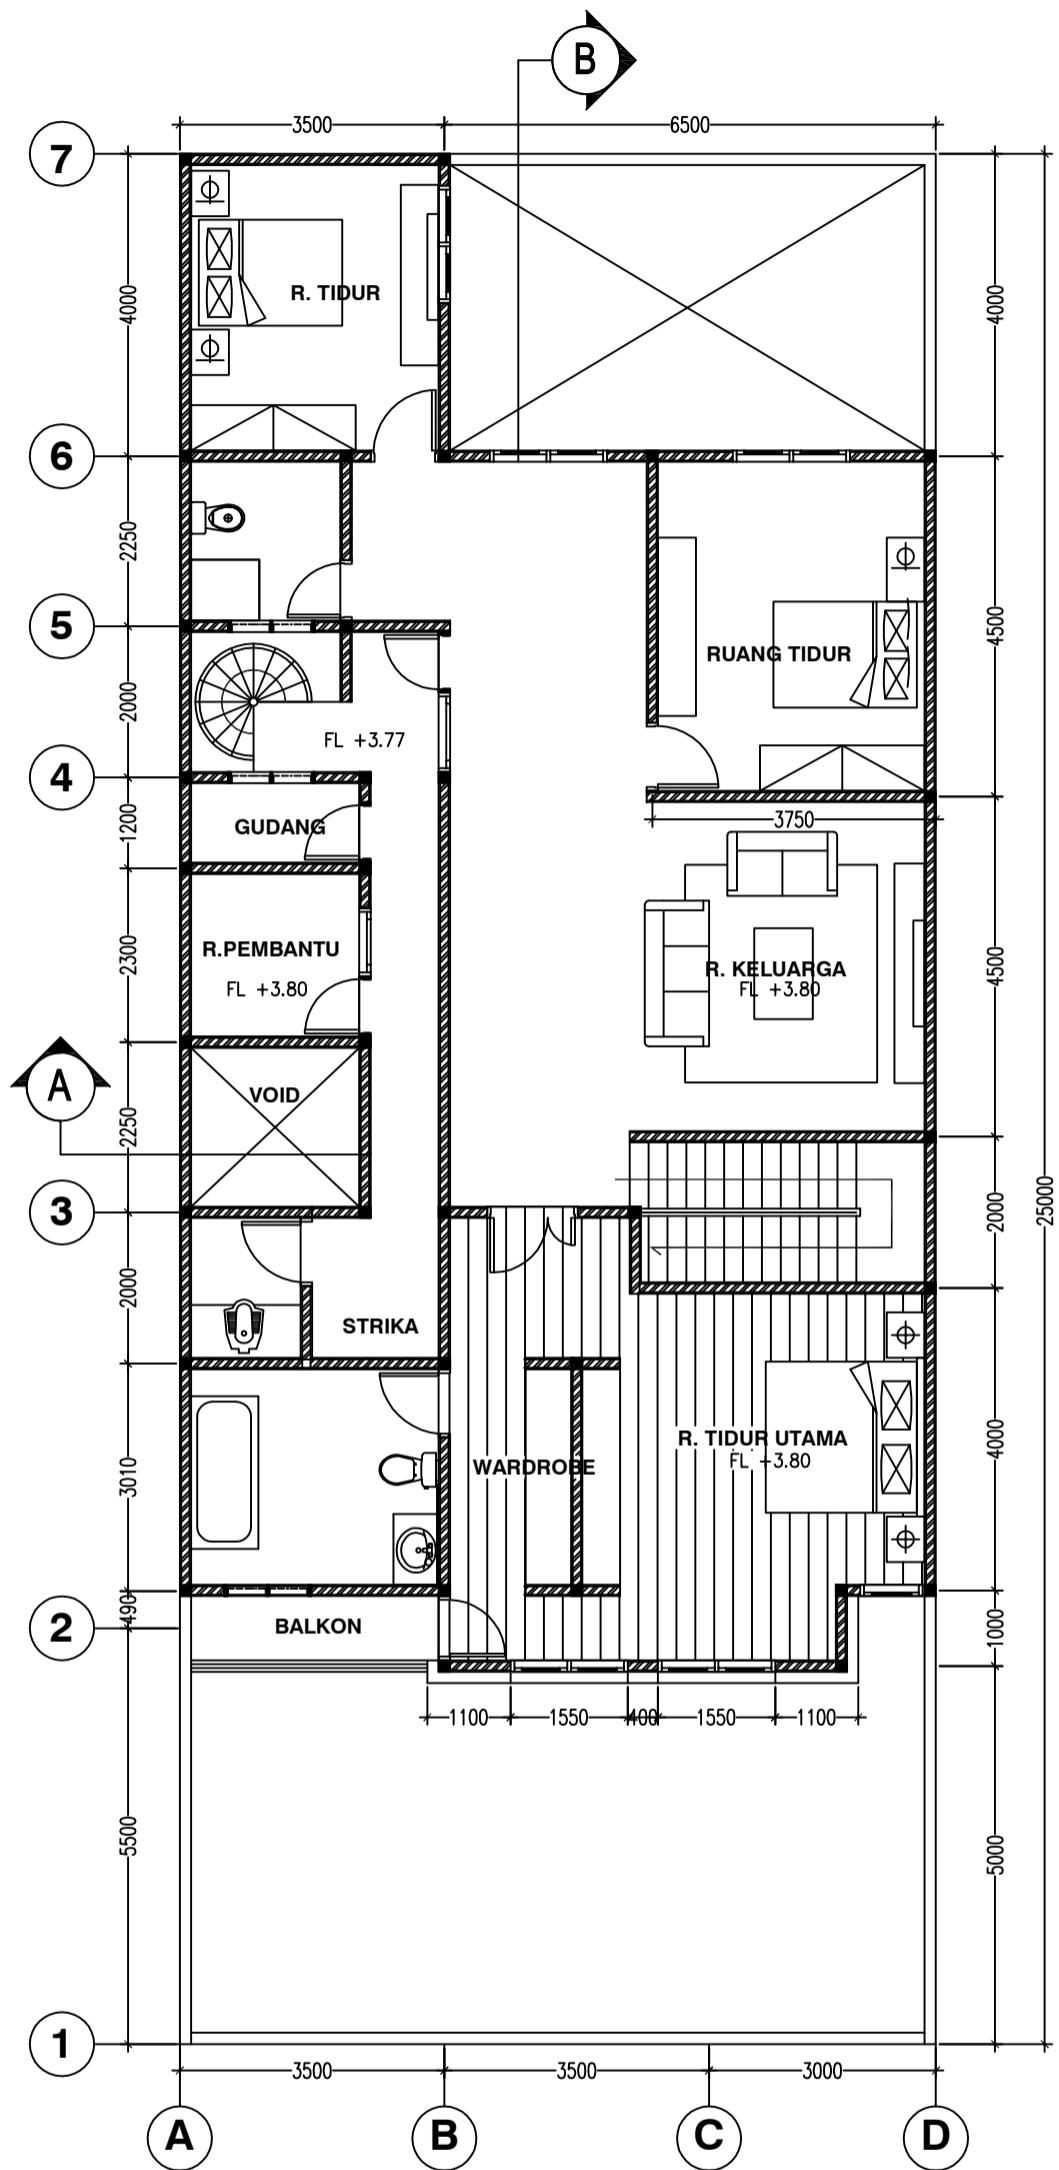 B
3500
6500
7
R. TIDUR
4000
4000
6
2250
5
RUANG TIDUR
4500
2000
FL +3.77
4
3750
1200
GUDANG
2300
R.PEMBANTU
FL +3.80
R. KELUARGA
FL +3.80
4500
A
VOID
2250
3
2000
25000
2000
STRIKA
R. TIDUR UTAMA
FL +3.80
4000
3010
WARDROBE
490
2
BALKON
1000
1100
1550
400
1550
1100
5500
5000
1
3500
3500
3000
A
B
C
D